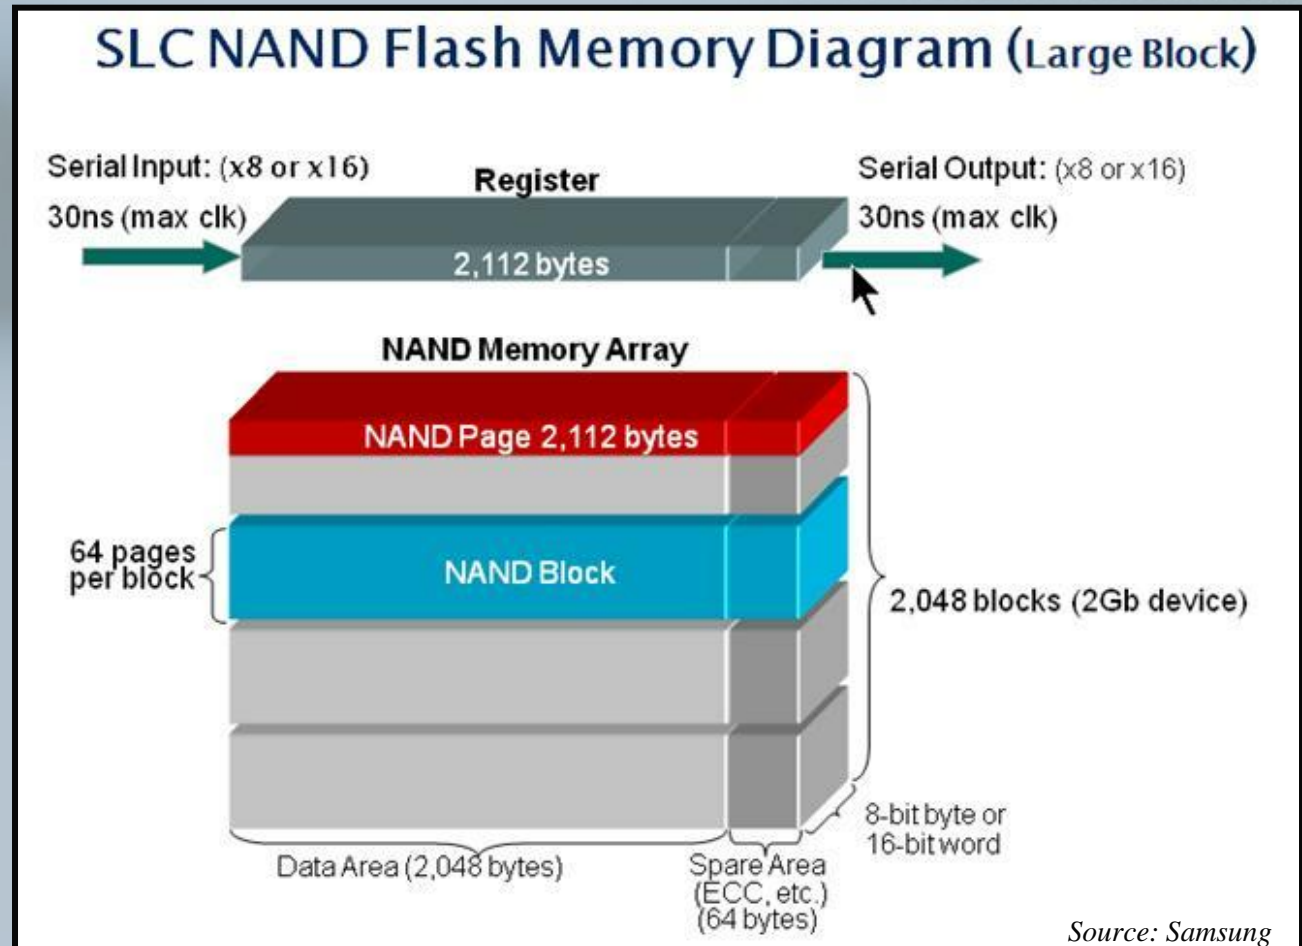 SLC NAND Flash Memory Diagram (Large Block)
Serial Input: (x8 or x16)
30ns (max clk)
Register
Serial Output: (x8 or x16)
30ns (max clk)
2,112 bytes
NAND Memory Array
NAND Page 2,112 bytes
64 pages
per block
NAND Block
2,048 blocks (2Gb device)
8-bit byte or
16-bit word
Data Area (2,048 bytes)
Spare Area
(ECC, etc.)
(64 bytes)
Source: Samsung